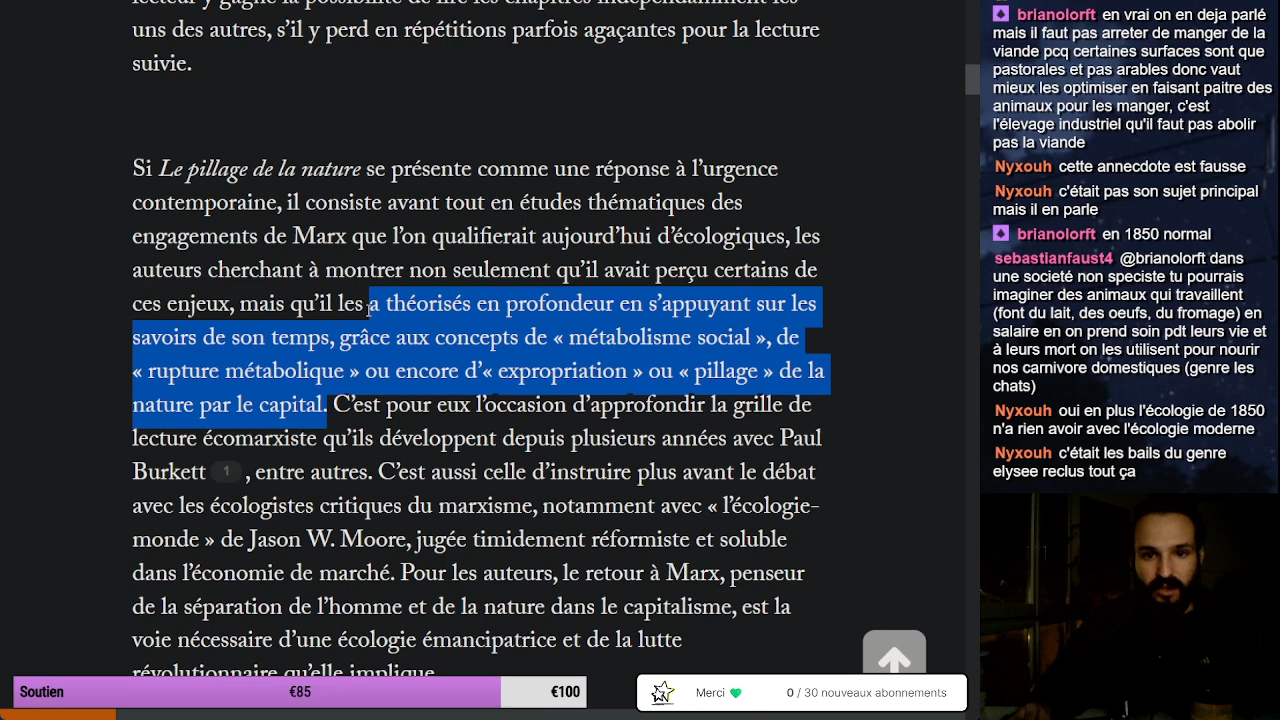 lecteur y gagne la possibilité de lire les chapitres indépendamment les
uns des autres, s’il y perd en répétitions parfois agaçantes pour la lecture
suivie.
Si Le pillage de la nature se présente comme une réponse à l’urgence
contemporaine, il consiste avant tout en études thématiques des
engagements de Marx que l’on qualifierait aujourd’hui d’écologiques, les
auteurs cherchant à montrer non seulement qu’il avait perçu certains de
ces enjeux, mais qu’il les a théorisés en profondeur en s’appuyant sur les
savoirs de son temps, grâce aux concepts de « métabolisme social », de
« rupture métabolique » ou encore d’« expropriation » ou « pillage » de la
nature par le capital. C’est pour eux l’occasion d’approfondir la grille de
lecture écomarxiste qu’ils développent depuis plusieurs années avec Paul
Burkett 1 , entre autres. C’est aussi celle d’instruire plus avant le débat
avec les écologistes critiques du marxisme, notamment avec « l’écologie-
monde » de Jason W. Moore, jugée timidement réformiste et soluble
dans l’économie de marché. Pour les auteurs, le retour à Marx, penseur
de la séparation de l’homme et de la nature dans le capitalisme, est la
voie nécessaire d’une écologie émancipatrice et de la lutte
révolutionnaire qu’elle implique.
Soutien €85 €100
Merci 0 / 30 nouveaux abonnements
brianolorft en vrai on en deja parlé
mais il faut pas arreter de manger de la
viande pcq certaines surfaces sont que
pastorales et pas arables donc vaut
mieux les optimiser en faisant paitre des
animaux pour les manger, c'est
l'élevage industriel qu'il faut pas abolir
pas la viande
Nyxouh cette annecdote est fausse
Nyxouh c'était pas son sujet principal
mais il en parle
brianolorft en 1850 normal
sebastianfaust4 @brianolorft dans
une societé non speciste tu pourrais
imaginer des animaux qui travaillent
(font du lait, des oeufs, du fromage) en
salaire en on prend soin pdt leurs vie et
à leurs mort on les utilisent pour nourir
nos carnivore domestiques (genre les
chats)
Nyxouh oui en plus l'écologie de 1850
n'a rien avoir avec l'écologie moderne
Nyxouh c'était les bails du genre
elysee reclus tout ça